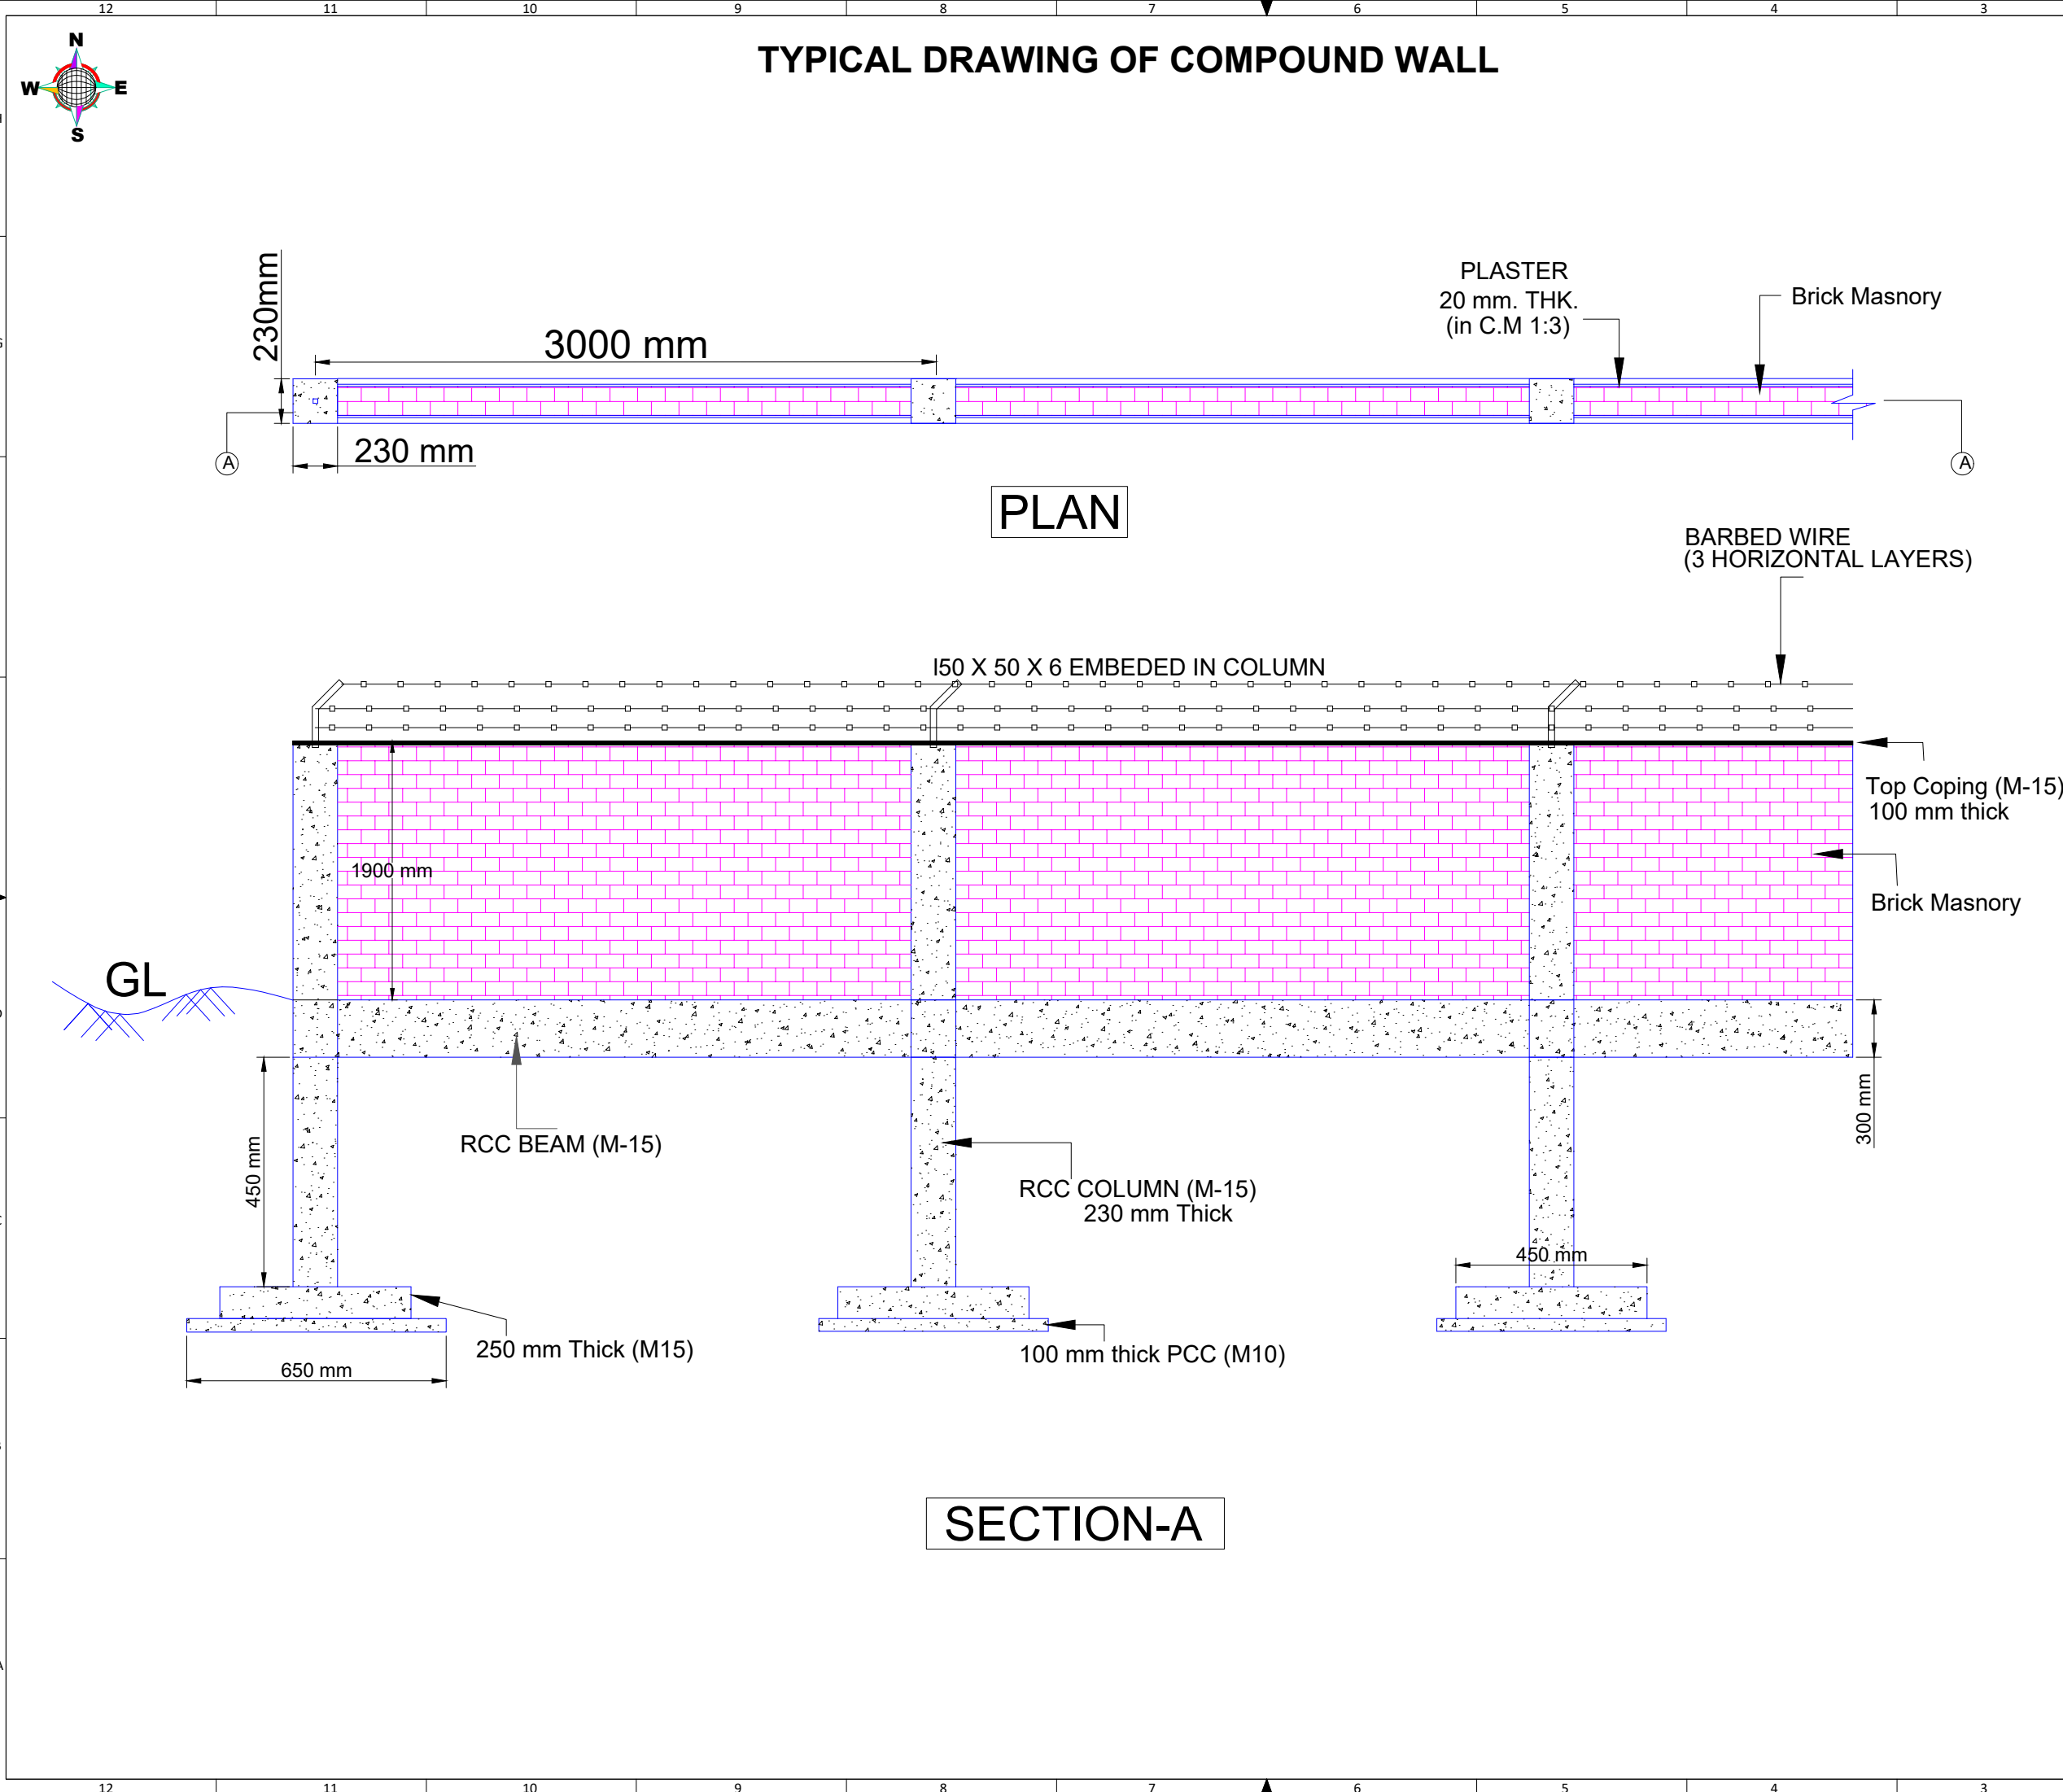 12 11 10 9 8 7 6 5 4 3
TYPICAL DRAWING OF COMPOUND WALL
N
W E
S
PLASTER
20 mm. THK.
(in C.M 1:3)
Brick Masnory
230mm
3000 mm
230 mm
A
A
PLAN
BARBED WIRE
(3 HORIZONTAL LAYERS)
I50 X 50 X 6 EMBEDED IN COLUMN
Top Coping (M-15)
100 mm thick
1900 mm
Brick Masnory
GL
300 mm
RCC BEAM (M-15)
450 mm
RCC COLUMN (M-15)
230 mm Thick
450 mm
250 mm Thick (M15)
100 mm thick PCC (M10)
650 mm
SECTION-A
12 11 10 9 8 7 6 5 4 3